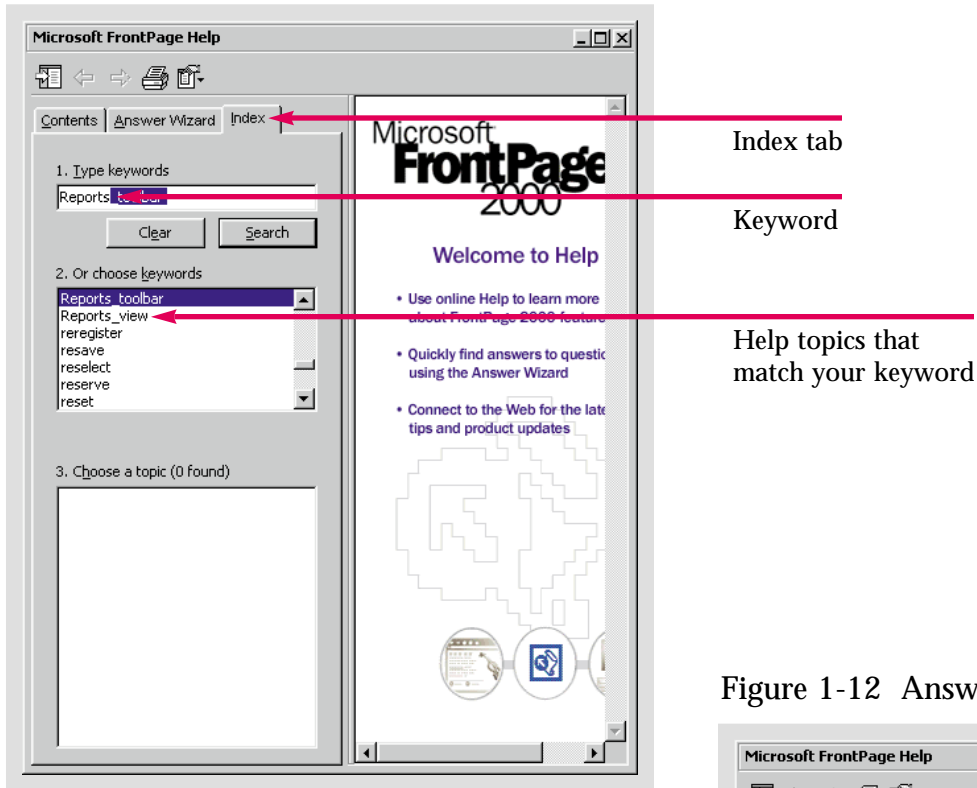 Microsoft FrontPage Help
Contents Answer Wizard Index
1. Type keywords
Reports_toolbar
Clear Search
2. Or choose keywords
Reports_toolbar
Reports_view
reregister
resave
reselect
reserve
reset
3. Choose a topic (0 found)
Microsoft
FrontPage
2000
Welcome to Help
• Use online Help to learn more
about FrontPage 2000 feature
• Quickly find answers to questio
using the Answer Wizard
• Connect to the Web for the late
tips and product updates
Index tab
Keyword
Help topics that
match your keyword
Figure 1-12 Answ
Microsoft FrontPage Help